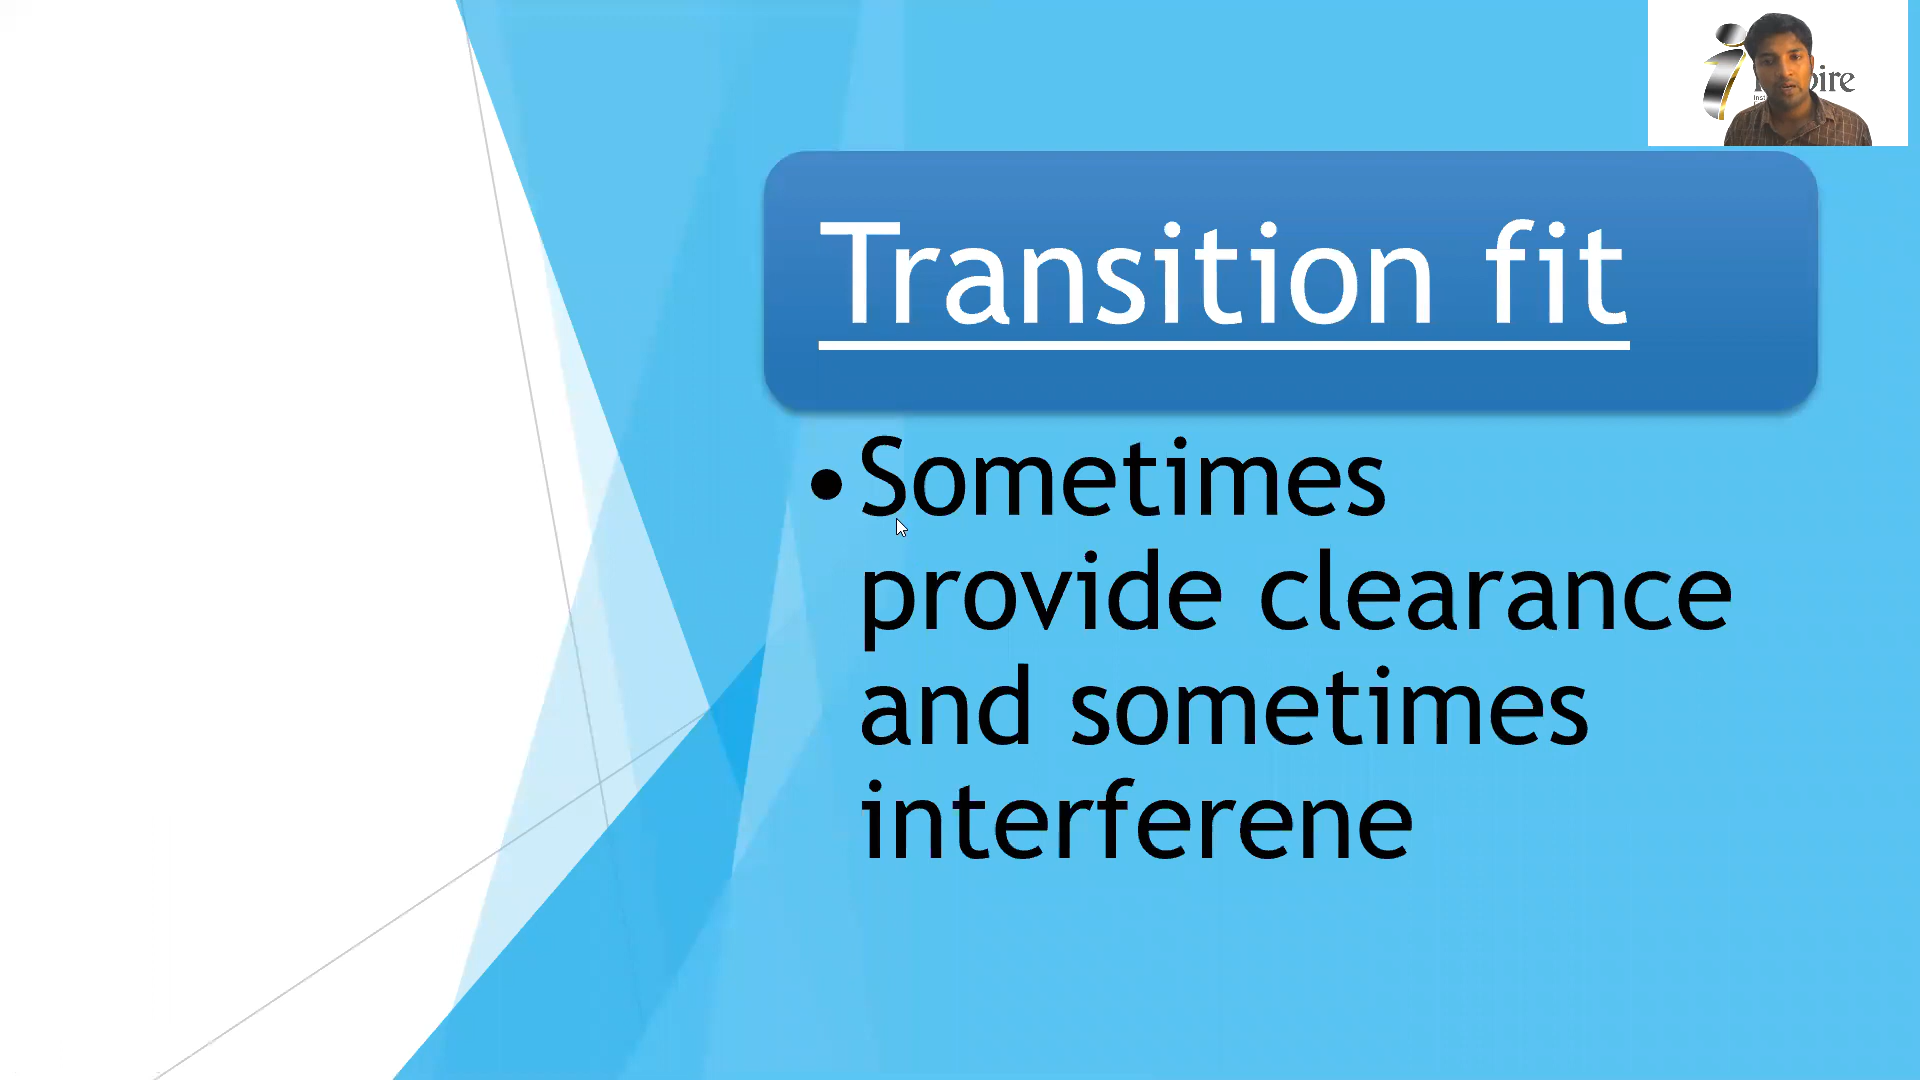 Transition fit
•Sometimes
provide clearance
and sometimes
interferene